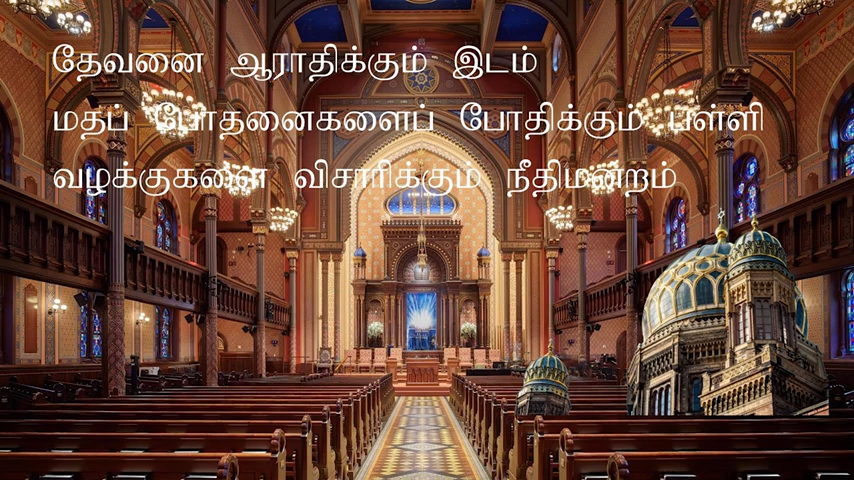 தேவனை ஆராதிக்கும் இடம்
மதப் போதனைகளைப் போதிக்கும் பள்ளி
வழக்குகளை விசாரிக்கும் நீதிமன்றம்